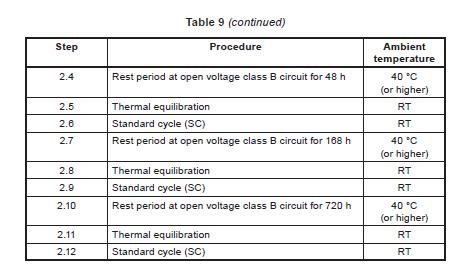 Table 9 (continued)
Step Procedure Ambient temperature
2.4 Rest period at open voltage class B circuit for 48 h 40 °C (or higher)
2.5 Thermal equilibration RT
2.6 Standard cycle (SC) RT
2.7 Rest period at open voltage class B circuit for 168 h 40 °C (or higher)
2.8 Thermal equilibration RT
2.9 Standard cycle (SC) RT
2.10 Rest period at open voltage class B circuit for 720 h 40 °C (or higher)
2.11 Thermal equilibration RT
2.12 Standard cycle (SC) RT